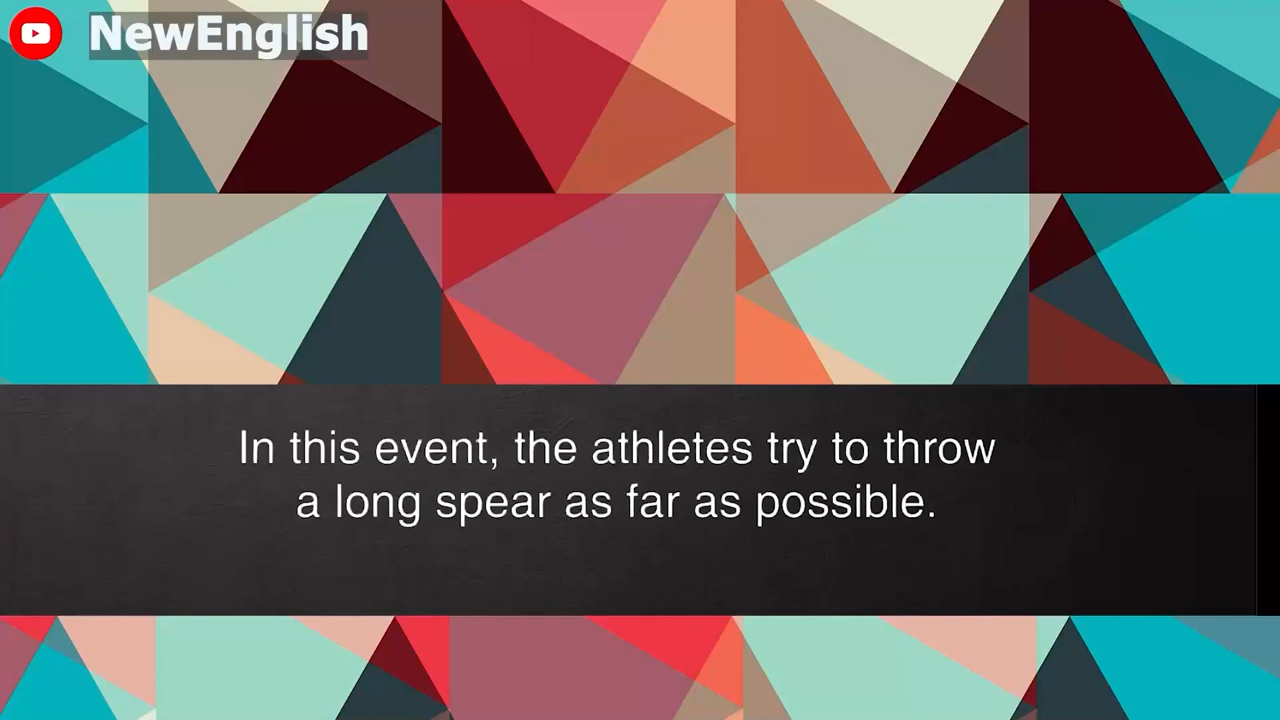 NewEnglish
In this event, the athletes try to throw
a long spear as far as possible.